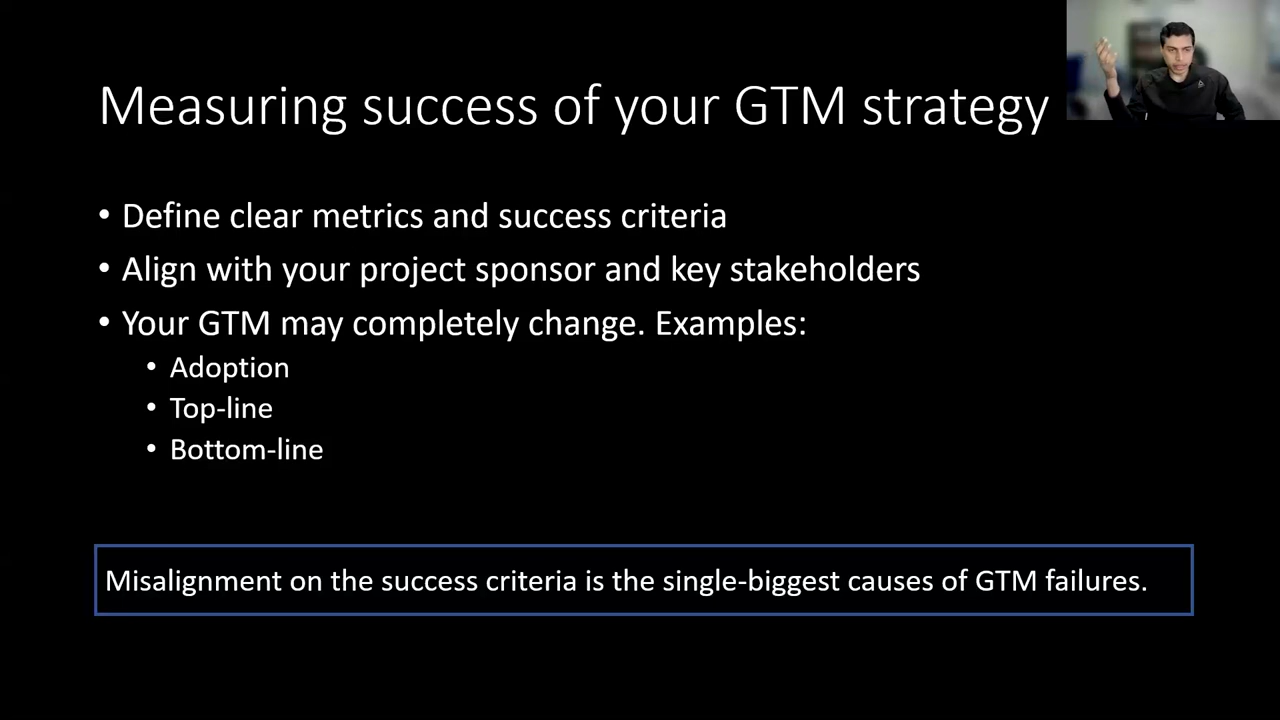 Measuring success of your GTM strategy
• Define clear metrics and success criteria
• Align with your project sponsor and key stakeholders
• Your GTM may completely change. Examples:
• Adoption
• Top-line
• Bottom-line
Misalignment on the success criteria is the single-biggest causes of GTM failures.